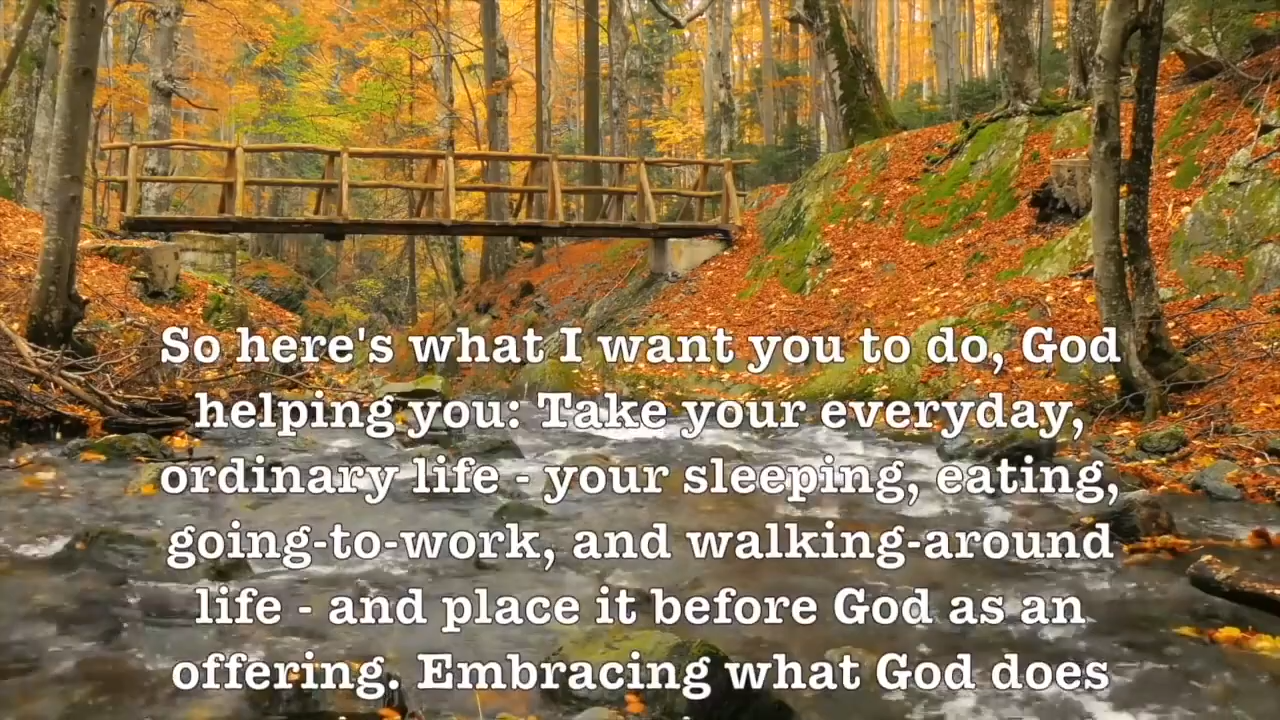 So here's what I want you to do, God
helping you: Take your everyday,
ordinary life - your sleeping, eating,
going-to-work, and walking-around
life - and place it before God as an
offering. Embracing what God does